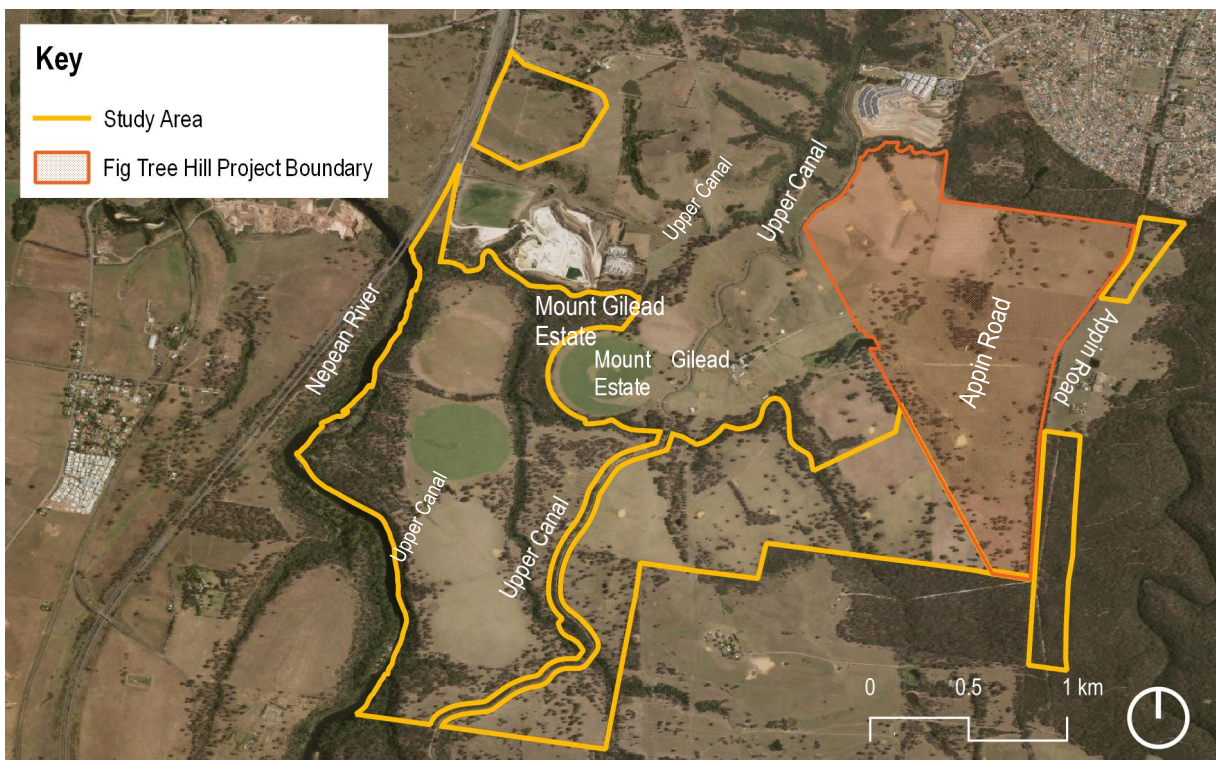 Key
Study Area
Fig Tree Hill Project Boundary
Upper Canal
Upper Canal
Nepean River
Mount Gilead
Estate
Mount Gilead
Estate
Appin Road
Appin Road
Upper Canal
Upper Canal
0 0.5 1 km